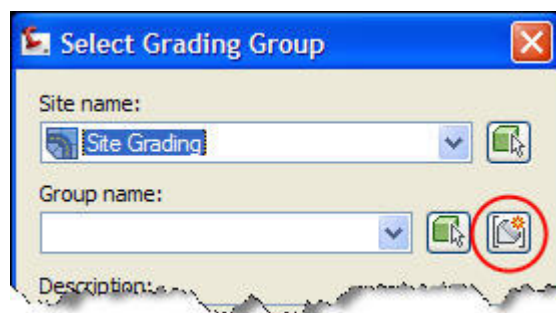 Select Grading Group
Site name:
Site Grading
Group name:
Description: